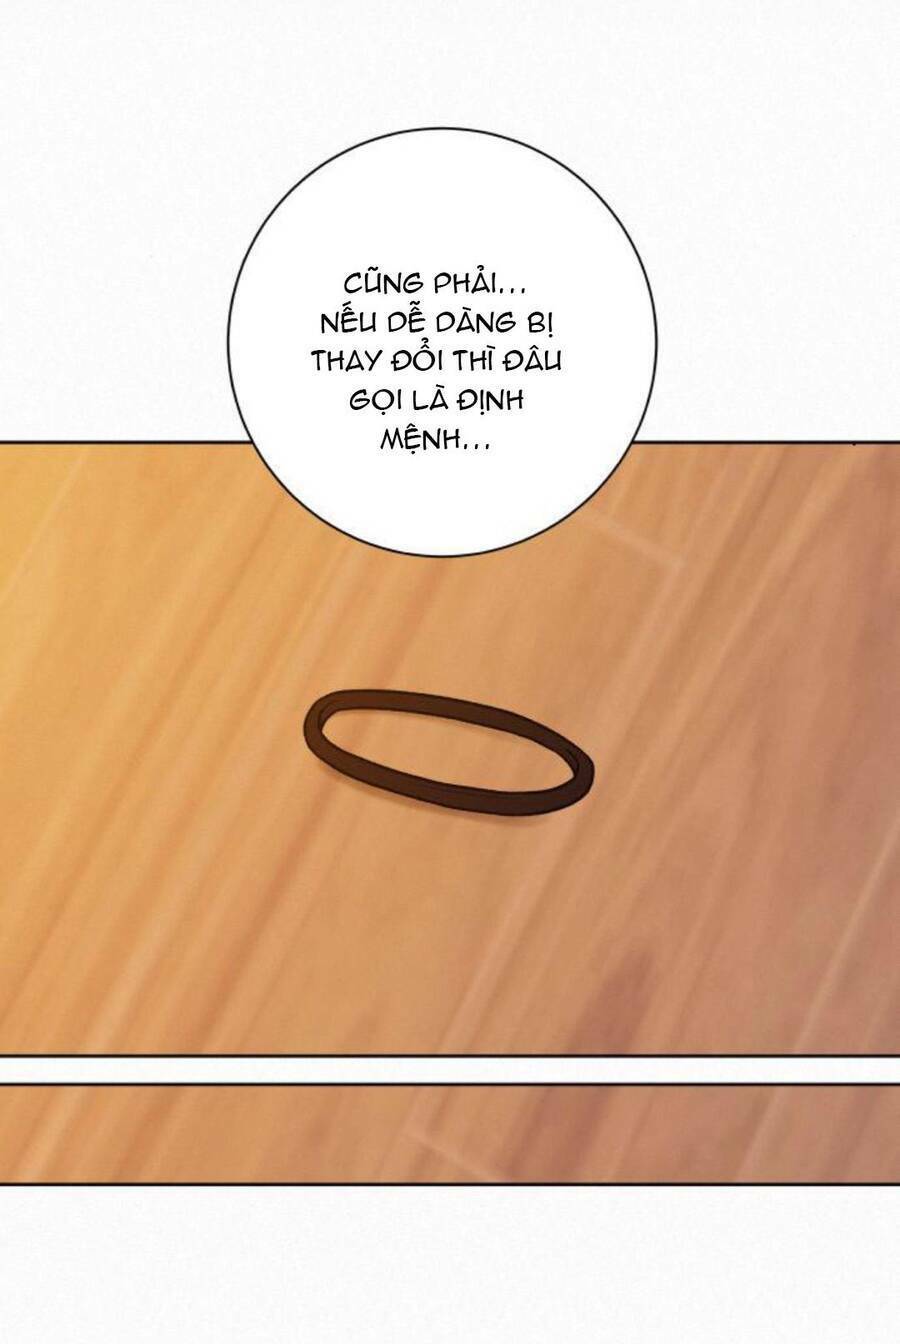 CŨNG PHẢI...
NẾU DỄ DÀNG BỊ
THAY ĐỔI THÌ ĐÂU
GỌI LÀ ĐỊNH
MỆNH...